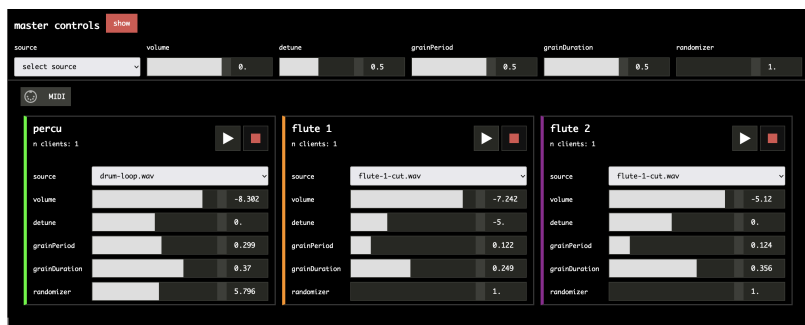 master controls show
source volume detune grainPeriod grainDuration randomizer
select source 0. 0.5 0.5 0.5 1.
MIDI
percu
n clients: 1
source drum-loop.wav
volume -8.302
detune 0.
grainPeriod 0.299
grainDuration 0.37
randomizer 5.796
flute 1
n clients: 1
source flute-1-cut.wav
volume -7.242
detune -5.
grainPeriod 0.122
grainDuration 0.249
randomizer 1.
flute 2
n clients: 1
source flute-1-cut.wav
volume -5.12
detune 0.
grainPeriod 0.124
grainDuration 0.356
randomizer 1.